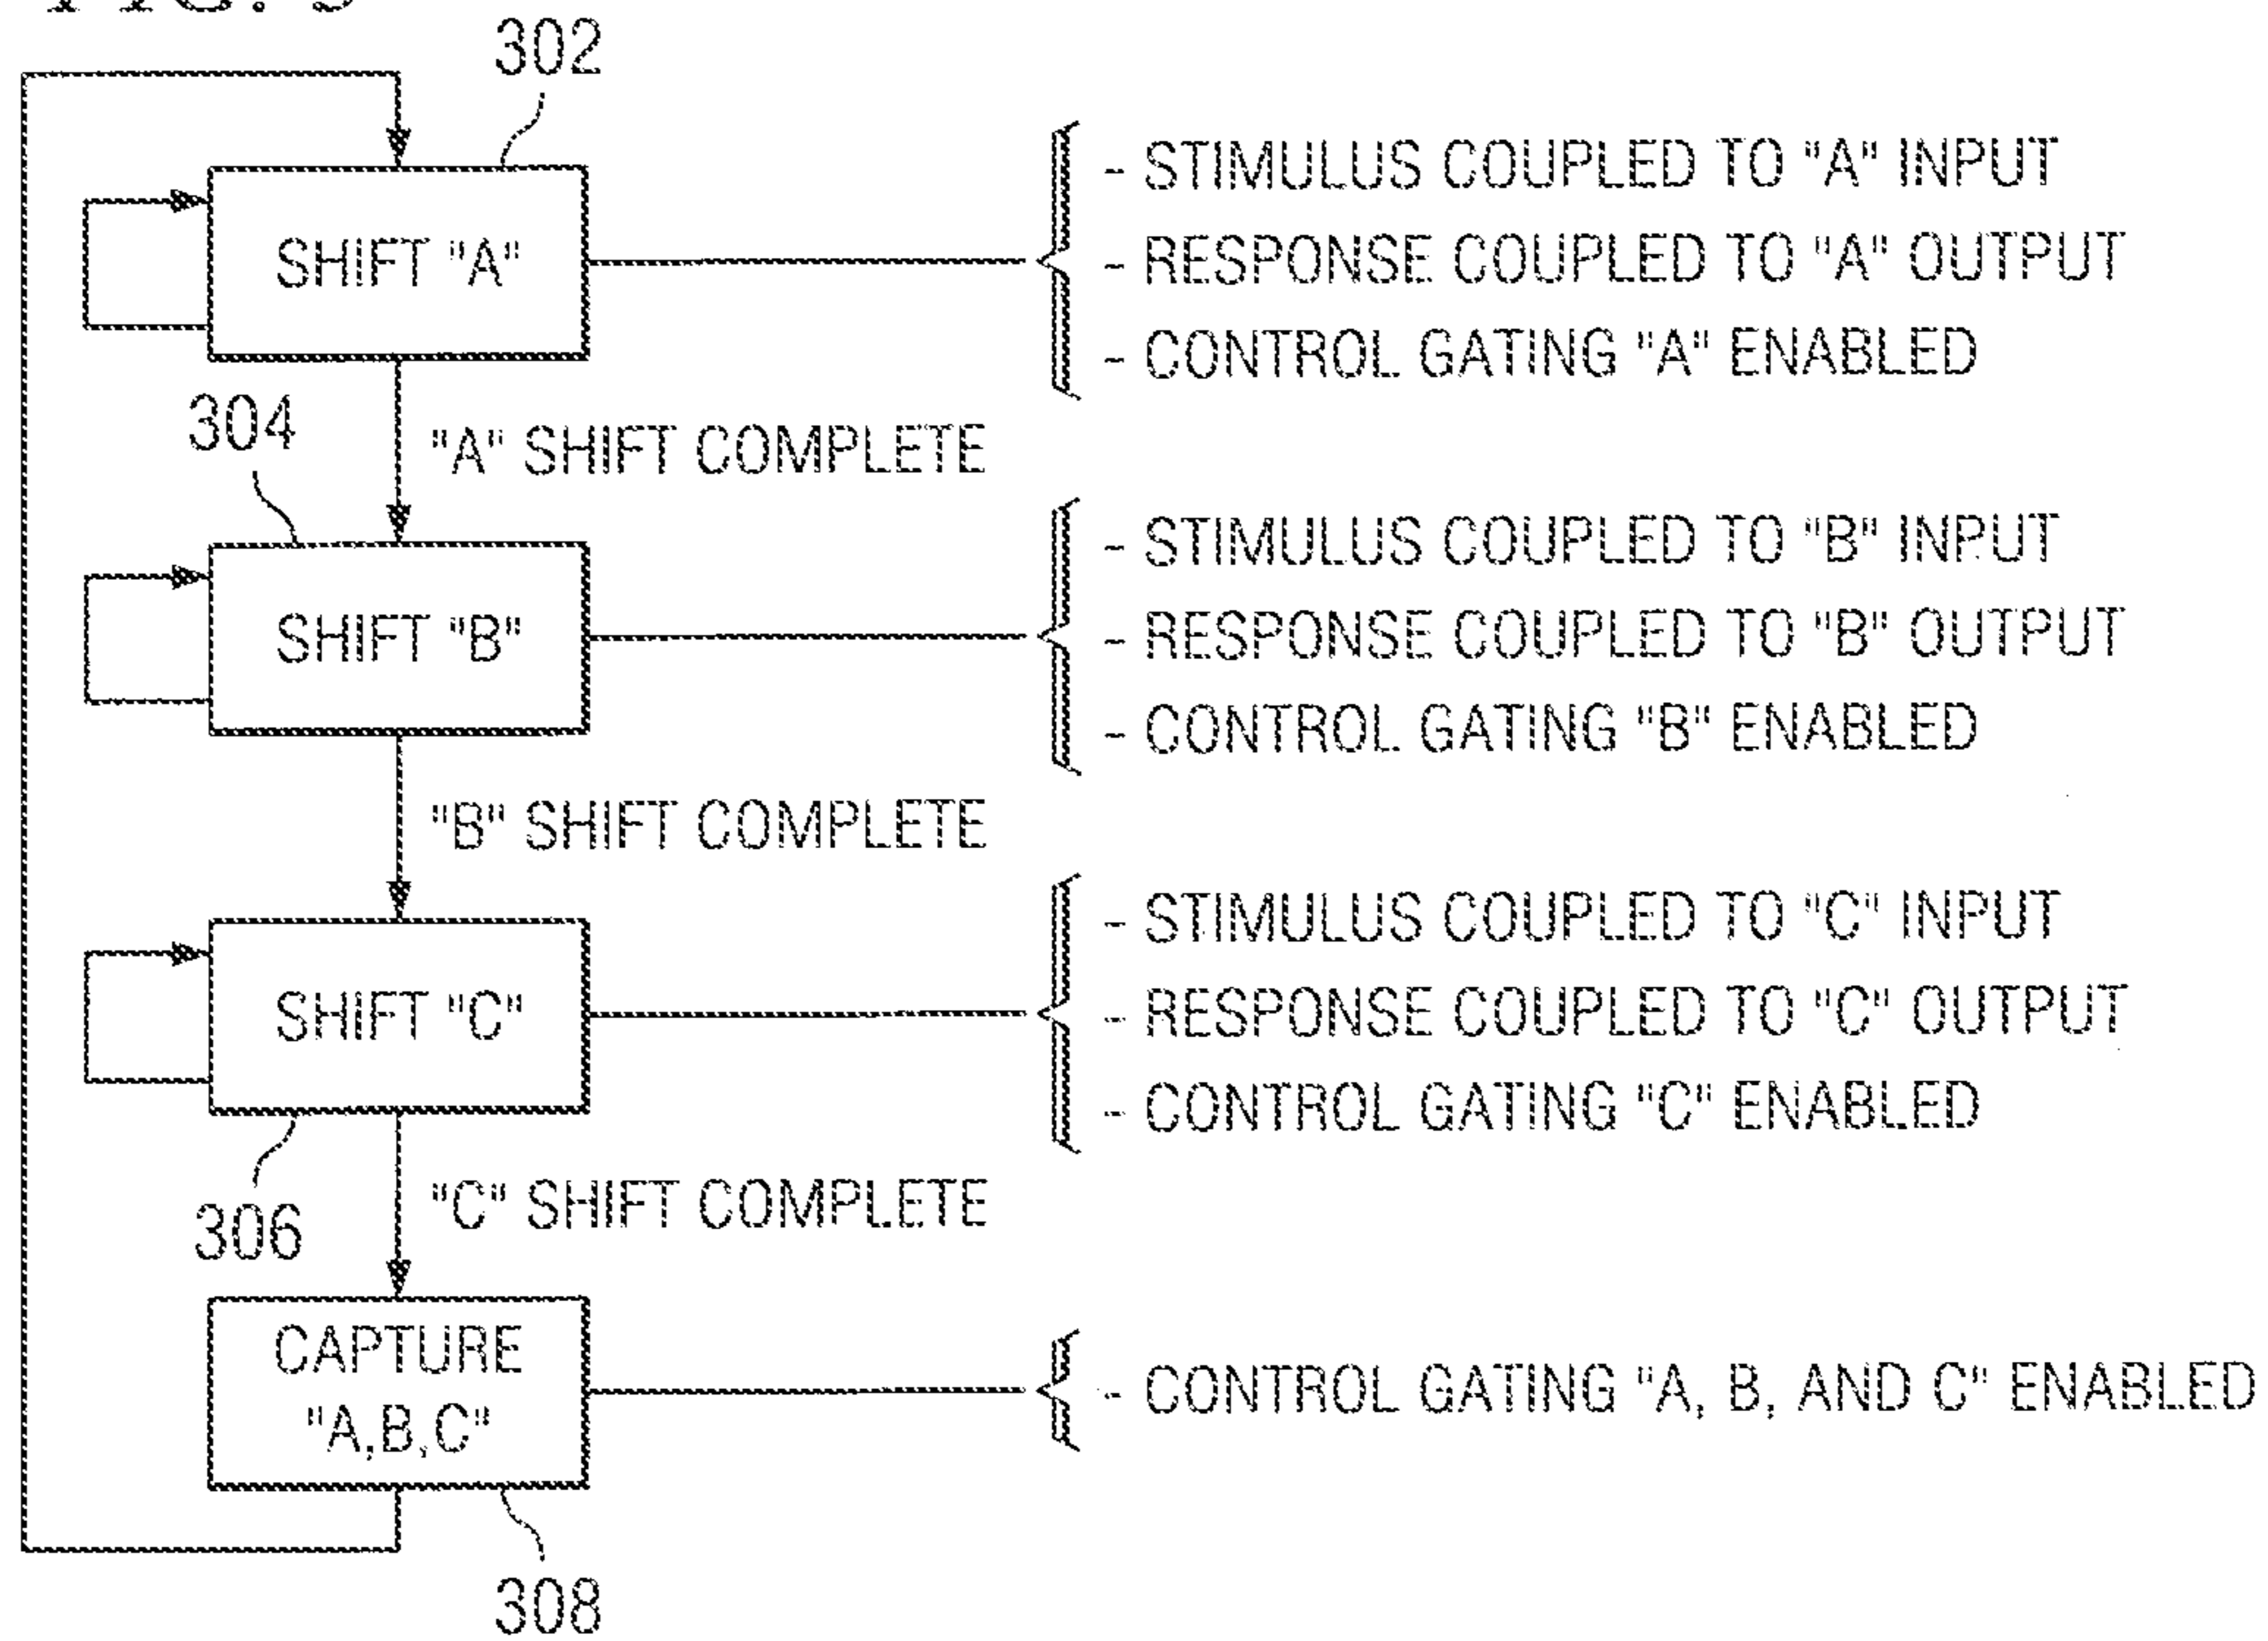 302
SHIFT "A"
- STIMULUS COUPLED TO "A" INPUT
- RESPONSE COUPLED TO "A" OUTPUT
- CONTROL GATING "A" ENABLED
304
"A" SHIFT COMPLETE
SHIFT "B"
- STIMULUS COUPLED TO "B" INPUT
- RESPONSE COUPLED TO "B" OUTPUT
- CONTROL GATING "B" ENABLED
"B" SHIFT COMPLETE
SHIFT "C"
- STIMULUS COUPLED TO "C" INPUT
- RESPONSE COUPLED TO "C" OUTPUT
- CONTROL GATING "C" ENABLED
306
"C" SHIFT COMPLETE
CAPTURE
"A,B,C"
- CONTROL GATING "A, B, AND C" ENABLED
308